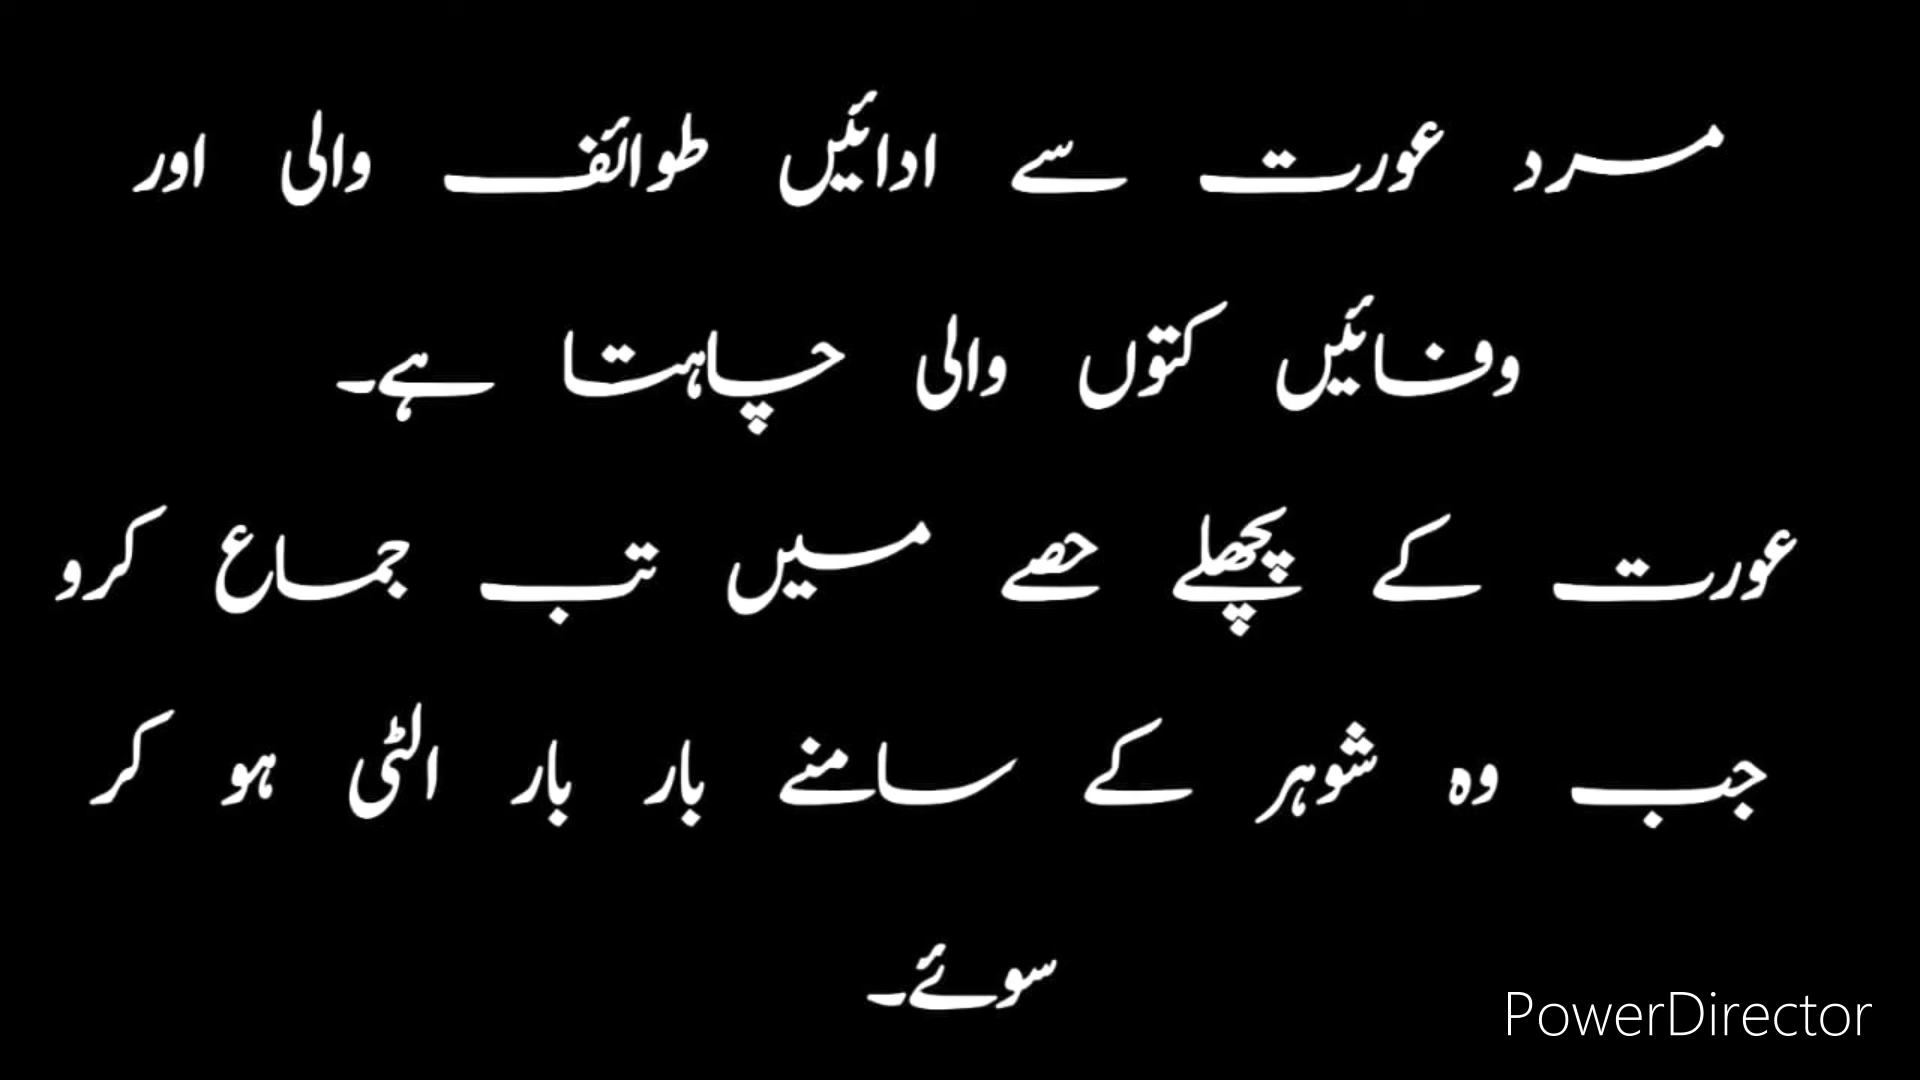 مرد عورت سے ادائیں طوائف والی اور
وفائیں کتوں والی چاہتا ہے۔
عورت کے پچھلے حصے میں تب جماع کرو
جب وہ شوہر کے سامنے بار بار الٹی ہو کر
سوئے۔
PowerDirector